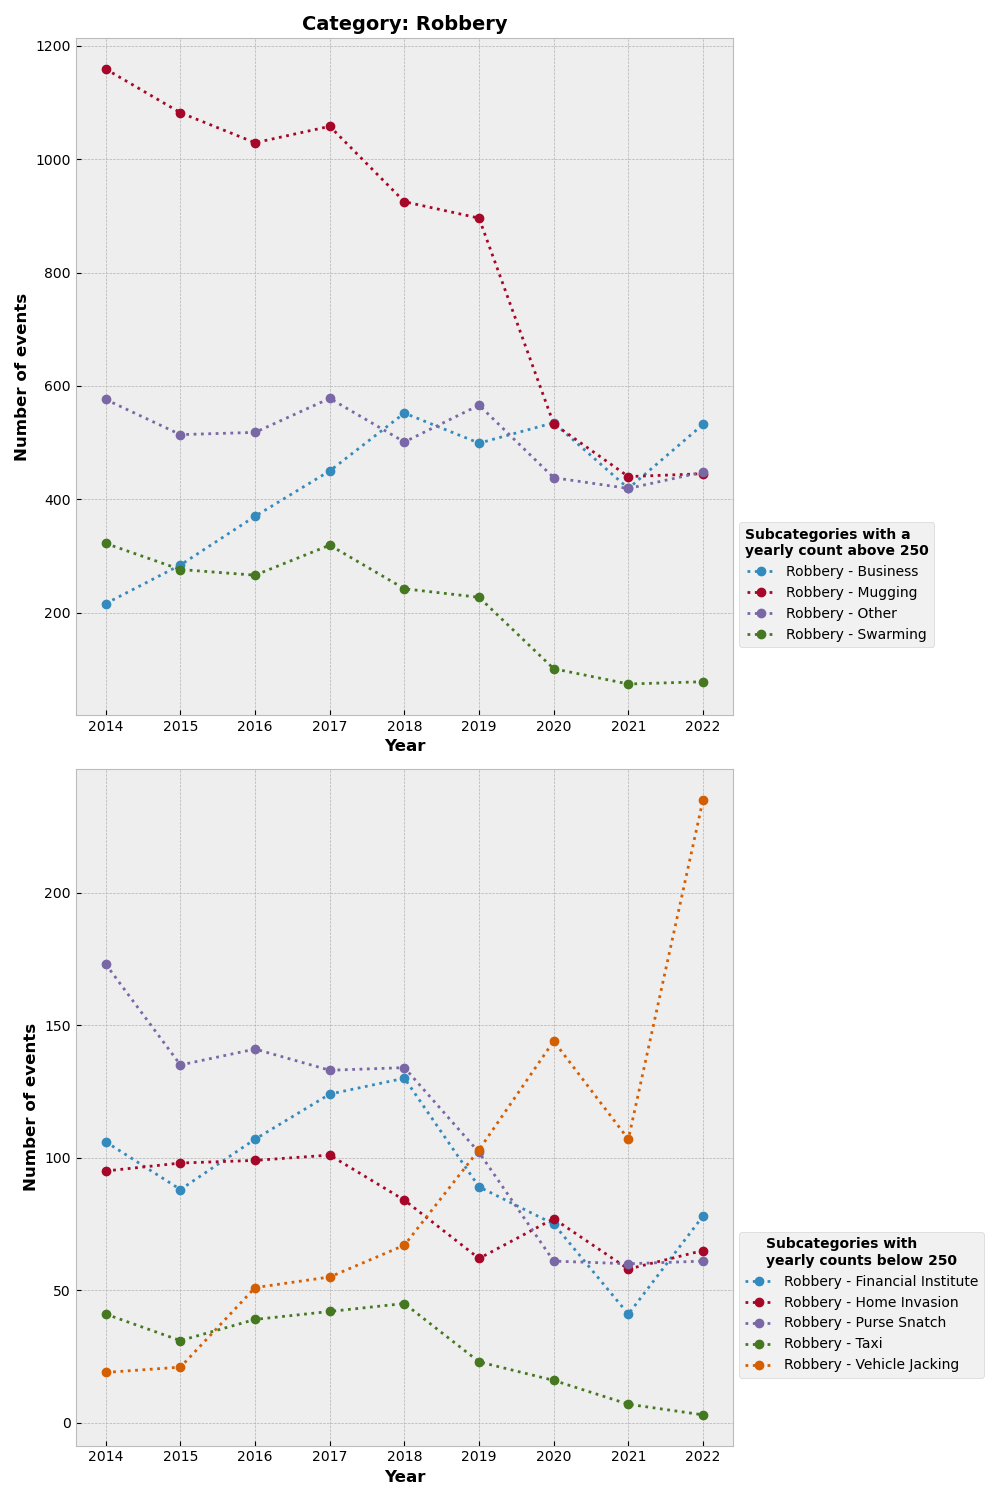 Category: Robbery
1200
1000
800
600
400
200
Number of events
2014 2015 2016 2017 2018 2019 2020 2021 2022
Year
Subcategories with a
yearly count above 250
Robbery - Business
Robbery - Mugging
Robbery - Other
Robbery - Swarming
200
150
100
50
0
Number of events
2014 2015 2016 2017 2018 2019 2020 2021 2022
Year
Subcategories with
yearly counts below 250
Robbery - Financial Institute
Robbery - Home Invasion
Robbery - Purse Snatch
Robbery - Taxi
Robbery - Vehicle Jacking